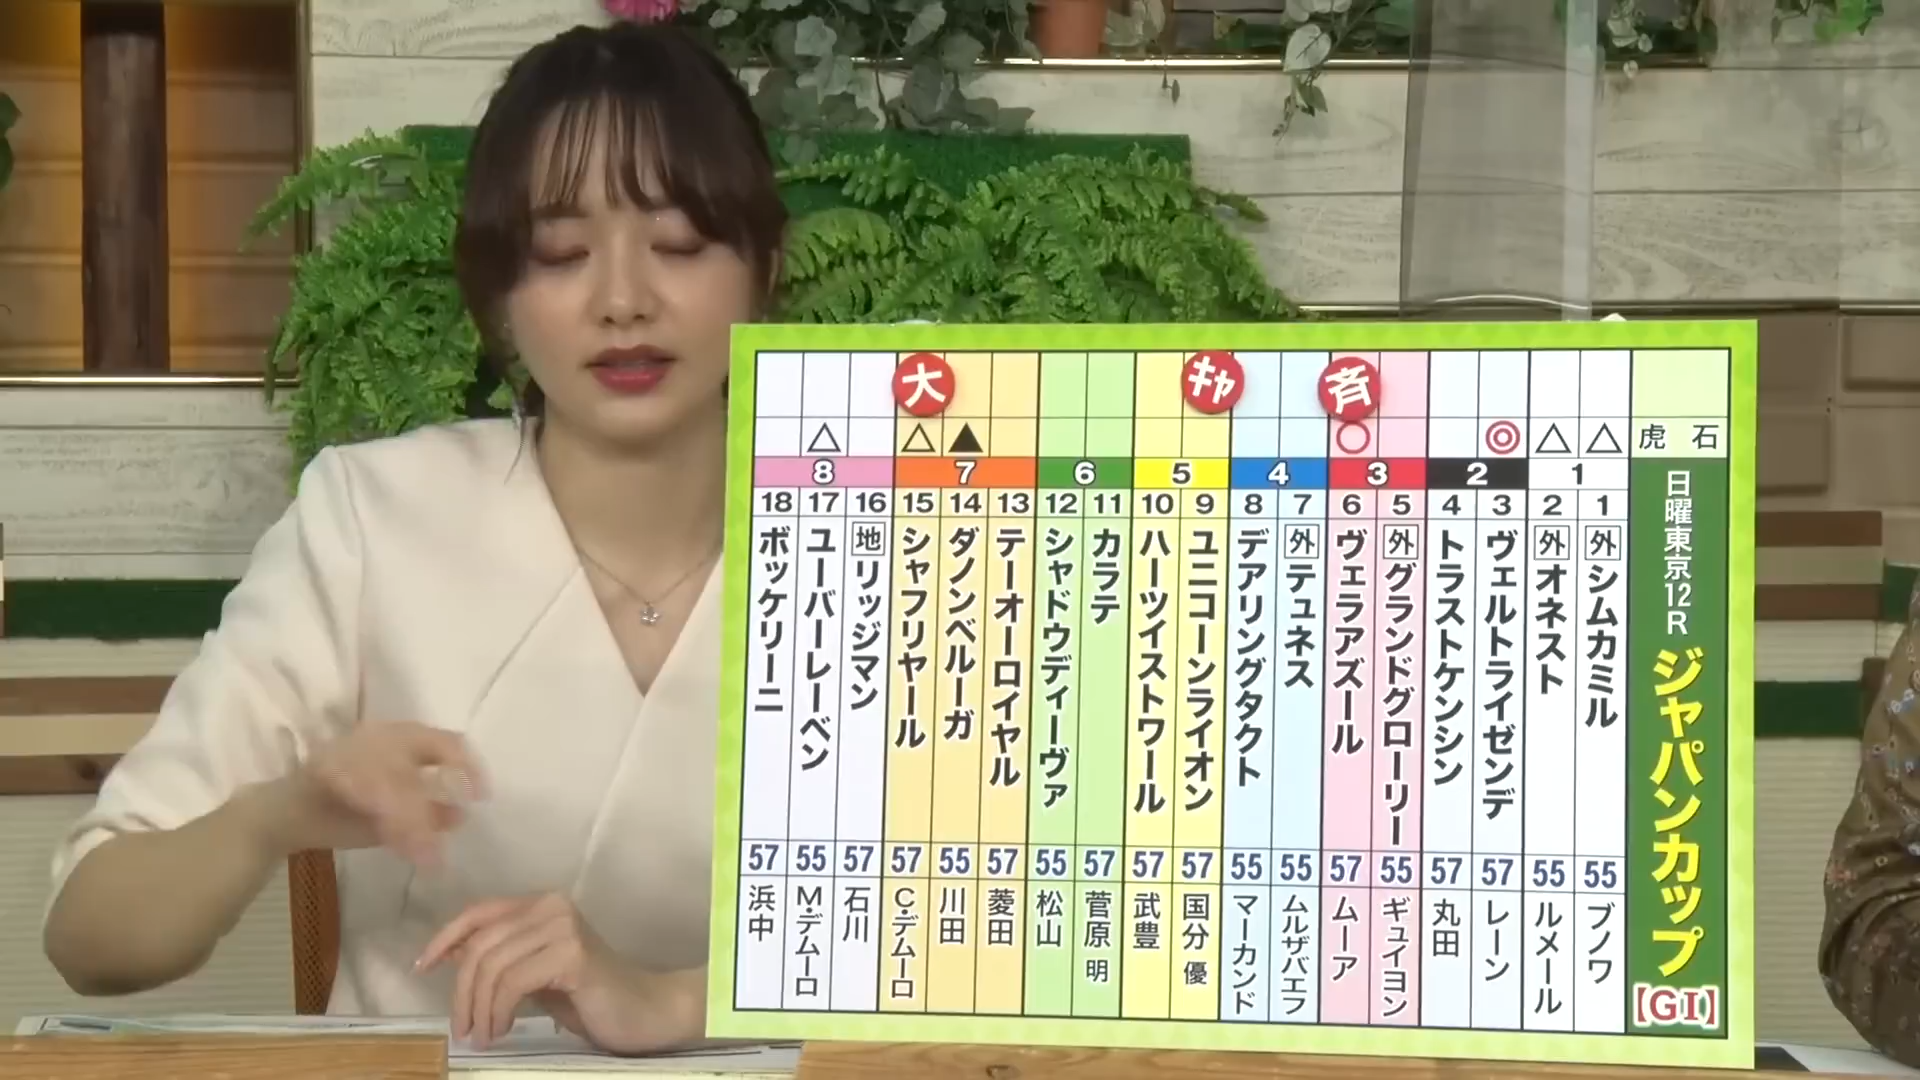 日曜東京12R ジャパンカップ 【GI】
虎石
大 キャ 斉
△ △ ▲ ○ ◎ △ △
8 7 6 5 4 3 2 1
1 外シムカミル 55 ブノワ
2 外オネスト 55 ルメール
3 ヴェルトライゼンデ 57 レーン
4 トラストケンシン 57 丸田
5 外グランドグローリー 55 ギュイヨン
6 ヴェラアズール 57 ムーア
7 外テュネス 55 ムルザバエフ
8 デアリングタクト 55 マーカンド
9 ユニコーンライオン 57 国分優
10 ハーツイストワール 57 武豊
11 カラテ 57 菅原明
12 シャドウディーヴァ 55 松山
13 テーオーロイヤル 57 菱田
14 ダノンベルーガ 55 川田
15 シャフリヤール 57 C・デムーロ
16 地リッジマン 57 石川
17 ユーバーレーベン 55 M・デムーロ
18 ボッケリーニ 57 浜中